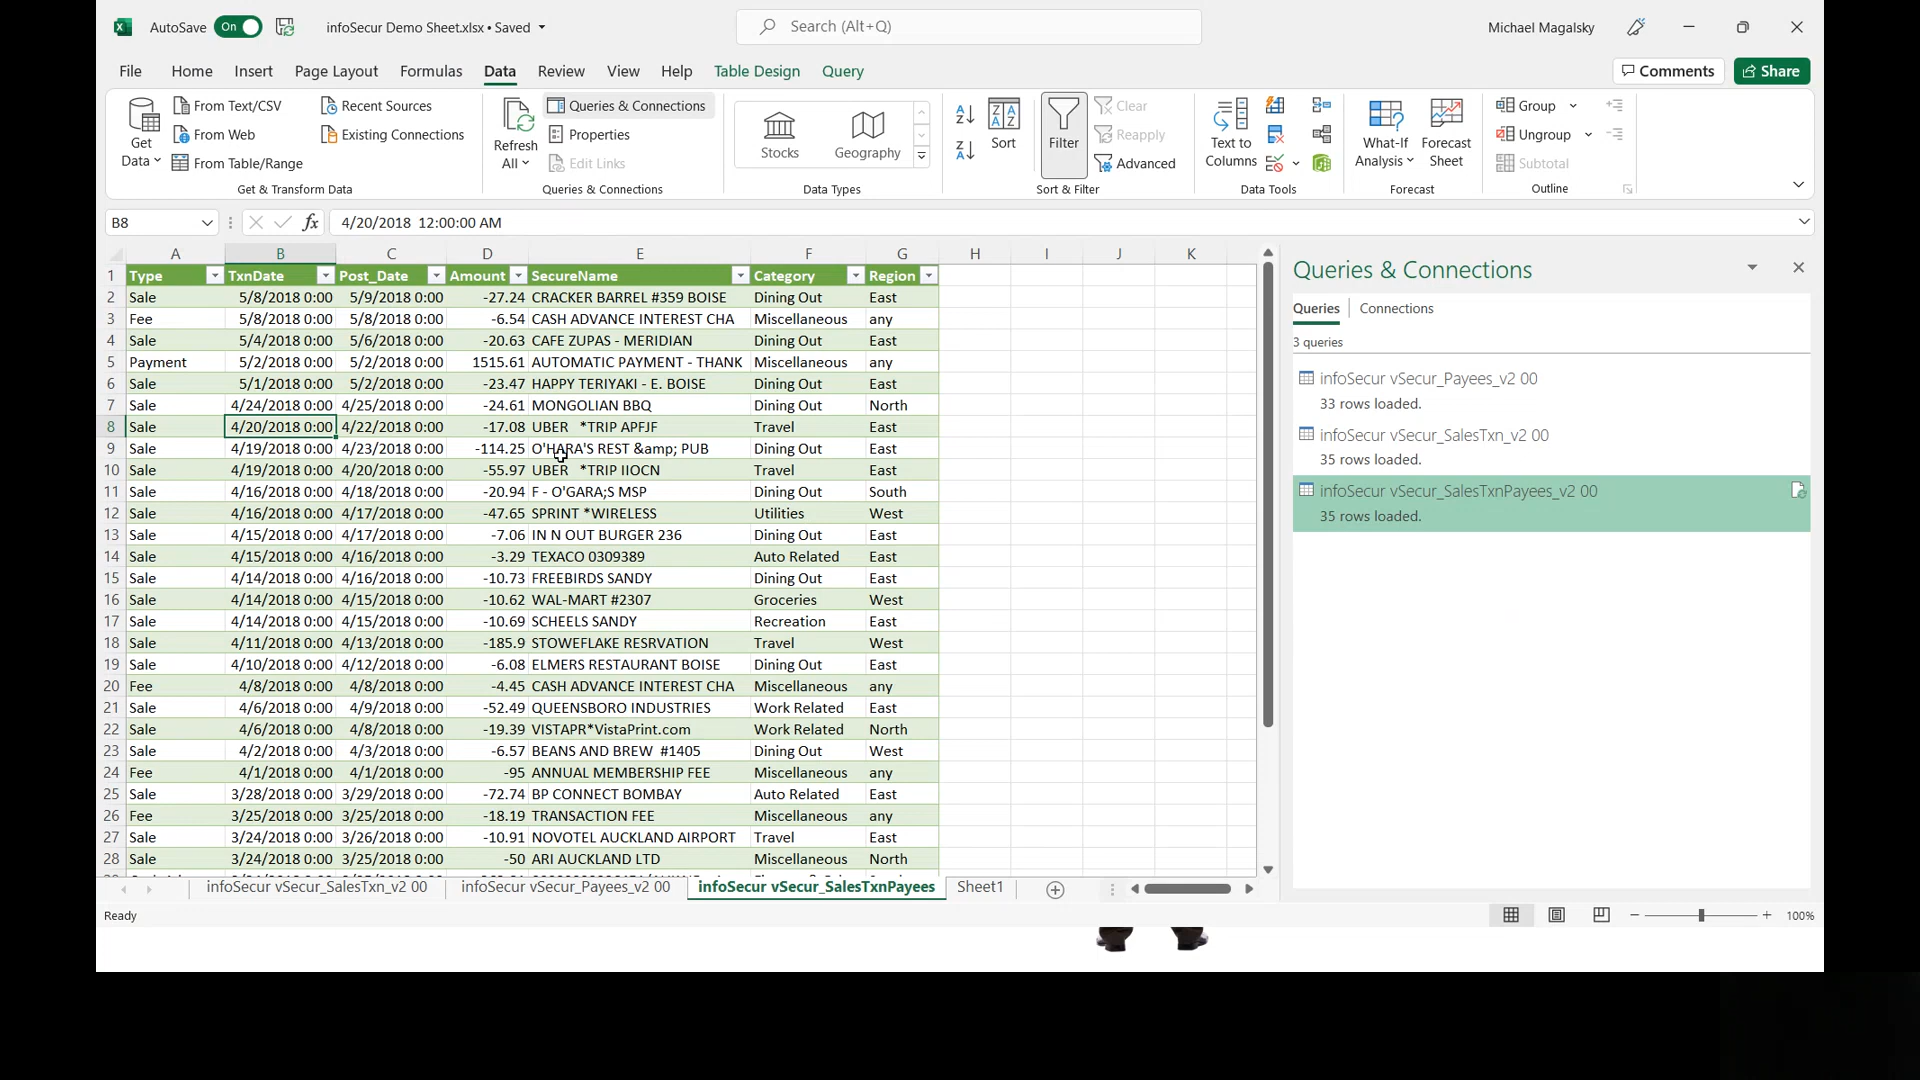 AutoSave On infoSecur Demo Sheet.xlsx • Saved Search (Alt+Q) Michael Magalsky
File Home Insert Page Layout Formulas Data Review View Help Table Design Query Comments Share
Get Data
From Text/CSV
From Web
From Table/Range
Recent Sources
Existing Connections
Get & Transform Data
Refresh All
Queries & Connections
Properties
Edit Links
Queries & Connections
Stocks
Geography
Data Types
Sort
Filter
Clear
Reapply
Advanced
Sort & Filter
Text to Columns
Data Tools
What-If Analysis
Forecast Sheet
Forecast
Group
Ungroup
Subtotal
Outline
B8 fx 4/20/2018 12:00:00 AM
A B C D E F G H I J K
1 Type TxnDate Post_Date Amount SecureName Category Region
2 Sale 5/8/2018 0:00 5/9/2018 0:00 -27.24 CRACKER BARREL #359 BOISE Dining Out East
3 Fee 5/8/2018 0:00 5/8/2018 0:00 -6.54 CASH ADVANCE INTEREST CHA Miscellaneous any
4 Sale 5/4/2018 0:00 5/6/2018 0:00 -20.63 CAFE ZUPAS - MERIDIAN Dining Out East
5 Payment 5/2/2018 0:00 5/2/2018 0:00 1515.61 AUTOMATIC PAYMENT - THANK Miscellaneous any
6 Sale 5/1/2018 0:00 5/2/2018 0:00 -23.47 HAPPY TERIYAKI - E. BOISE Dining Out East
7 Sale 4/24/2018 0:00 4/25/2018 0:00 -24.61 MONGOLIAN BBQ Dining Out North
8 Sale 4/20/2018 0:00 4/22/2018 0:00 -17.08 UBER *TRIP APFJF Travel East
9 Sale 4/19/2018 0:00 4/23/2018 0:00 -114.25 O'HARA'S REST &amp; PUB Dining Out East
10 Sale 4/19/2018 0:00 4/20/2018 0:00 -55.97 UBER *TRIP IIOCN Travel East
11 Sale 4/16/2018 0:00 4/18/2018 0:00 -20.94 F - O'GARA;S MSP Dining Out South
12 Sale 4/16/2018 0:00 4/17/2018 0:00 -47.65 SPRINT *WIRELESS Utilities West
13 Sale 4/15/2018 0:00 4/17/2018 0:00 -7.06 IN N OUT BURGER 236 Dining Out East
14 Sale 4/15/2018 0:00 4/16/2018 0:00 -3.29 TEXACO 0309389 Auto Related East
15 Sale 4/14/2018 0:00 4/16/2018 0:00 -10.73 FREEBIRDS SANDY Dining Out East
16 Sale 4/14/2018 0:00 4/15/2018 0:00 -10.62 WAL-MART #2307 Groceries West
17 Sale 4/14/2018 0:00 4/15/2018 0:00 -10.69 SCHEELS SANDY Recreation East
18 Sale 4/11/2018 0:00 4/13/2018 0:00 -185.9 STOWEFLAKE RESRVATION Travel West
19 Sale 4/10/2018 0:00 4/12/2018 0:00 -6.08 ELMERS RESTAURANT BOISE Dining Out East
20 Fee 4/8/2018 0:00 4/8/2018 0:00 -4.45 CASH ADVANCE INTEREST CHA Miscellaneous any
21 Sale 4/6/2018 0:00 4/9/2018 0:00 -52.49 QUEENSBORO INDUSTRIES Work Related East
22 Sale 4/6/2018 0:00 4/8/2018 0:00 -19.39 VISTAPR*VistaPrint.com Work Related North
23 Sale 4/2/2018 0:00 4/3/2018 0:00 -6.57 BEANS AND BREW #1405 Dining Out West
24 Fee 4/1/2018 0:00 4/1/2018 0:00 -95 ANNUAL MEMBERSHIP FEE Miscellaneous any
25 Sale 3/28/2018 0:00 3/29/2018 0:00 -72.74 BP CONNECT BOMBAY Auto Related East
26 Fee 3/25/2018 0:00 3/25/2018 0:00 -18.19 TRANSACTION FEE Miscellaneous any
27 Sale 3/24/2018 0:00 3/26/2018 0:00 -10.91 NOVOTEL AUCKLAND AIRPORT Travel East
28 Sale 3/24/2018 0:00 3/25/2018 0:00 -50 ARI AUCKLAND LTD Miscellaneous North
Queries & Connections
Queries Connections
3 queries
infoSecur vSecur_Payees_v2 00
33 rows loaded.
infoSecur vSecur_SalesTxn_v2 00
35 rows loaded.
infoSecur vSecur_SalesTxnPayees_v2 00
35 rows loaded.
infoSecur vSecur_SalesTxn_v2 00 infoSecur vSecur_Payees_v2 00 infoSecur vSecur_SalesTxnPayees Sheet1
Ready 100%